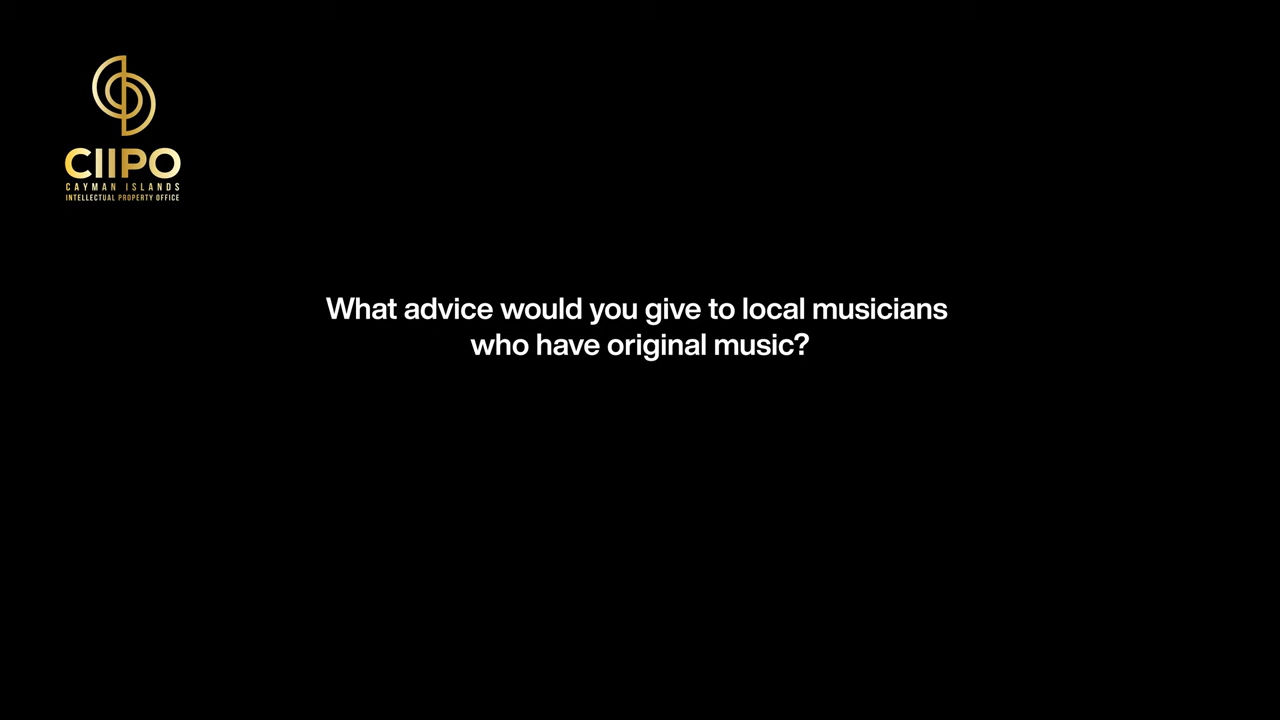 CIIPO
CAYMAN ISLANDS
INTELLECTUAL PROPERTY OFFICE
What advice would you give to local musicians
who have original music?